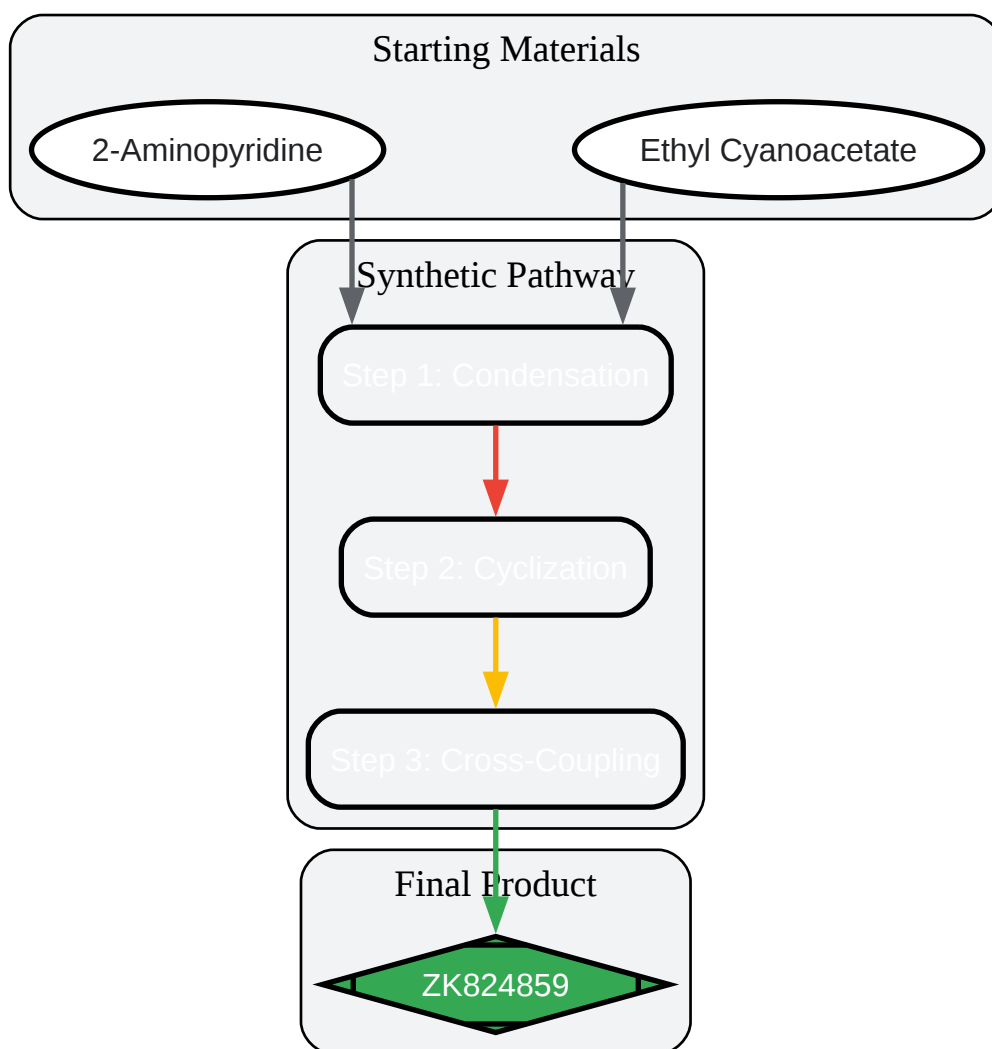 Starting Materials
2-Aminopyridine
Ethyl Cyanoacetate
Synthetic Pathway
Step 1: Condensation
Step 2: Cyclization
Step 3: Cross-Coupling
Final Product
ZK824859